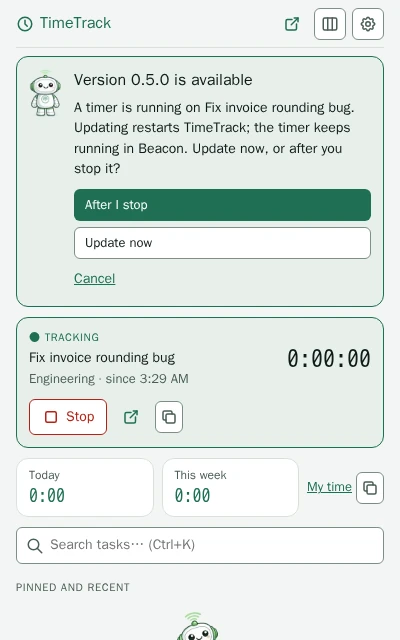 TimeTrack
Version 0.5.0 is available
A timer is running on Fix invoice rounding bug.
Updating restarts TimeTrack; the timer keeps
running in Beacon. Update now, or after you
stop it?
After I stop
Update now
Cancel
TRACKING
Fix invoice rounding bug
0:00:00
Engineering · since 3:29 AM
Stop
Today
0:00
This week
0:00
My time
Search tasks··· (Ctrl+K)
PINNED AND RECENT